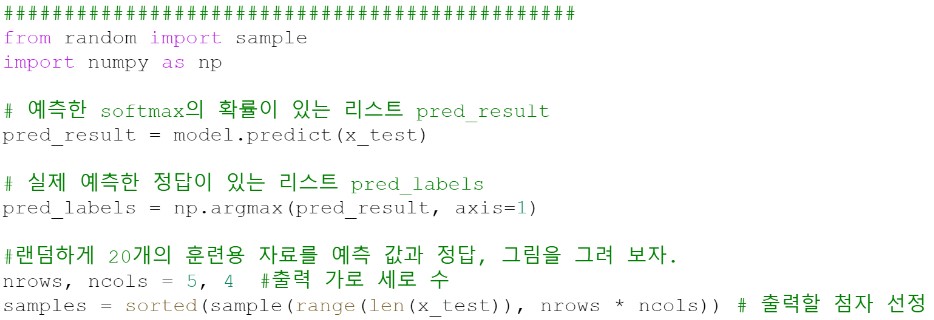 ###############################################
from random import sample
import numpy as np
# 예측한 softmax의 확률이 있는 리스트 pred_result
pred_result = model.predict(x_test)
# 실제 예측한 정답이 있는 리스트 pred_labels
pred_labels = np.argmax(pred_result, axis=1)
#랜덤하게 20개의 훈련용 자료를 예측 값과 정답, 그림을 그려 보자.
nrows, ncols = 5, 4  #출력 가로 세로 수
samples = sorted(sample(range(len(x_test)), nrows * ncols)) # 출력할 첨자 선정